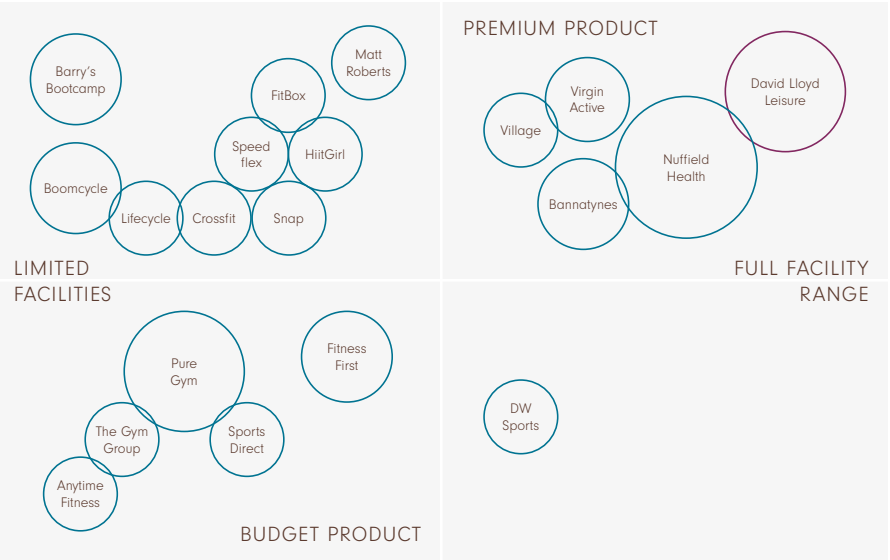 PREMIUM PRODUCT
Barry's
Bootcamp
Matt
Roberts
FitBox
Speed
flex
HiitGirl
Boomcycle
Lifecycle
Crossfit
Snap
LIMITED
FACILITIES
Virgin
Active
Village
David Lloyd
Leisure
Nuffield
Health
Bannatynes
FULL FACILITY
RANGE
Pure
Gym
Fitness
First
The Gym
Group
Sports
Direct
Anytime
Fitness
BUDGET PRODUCT
DW
Sports